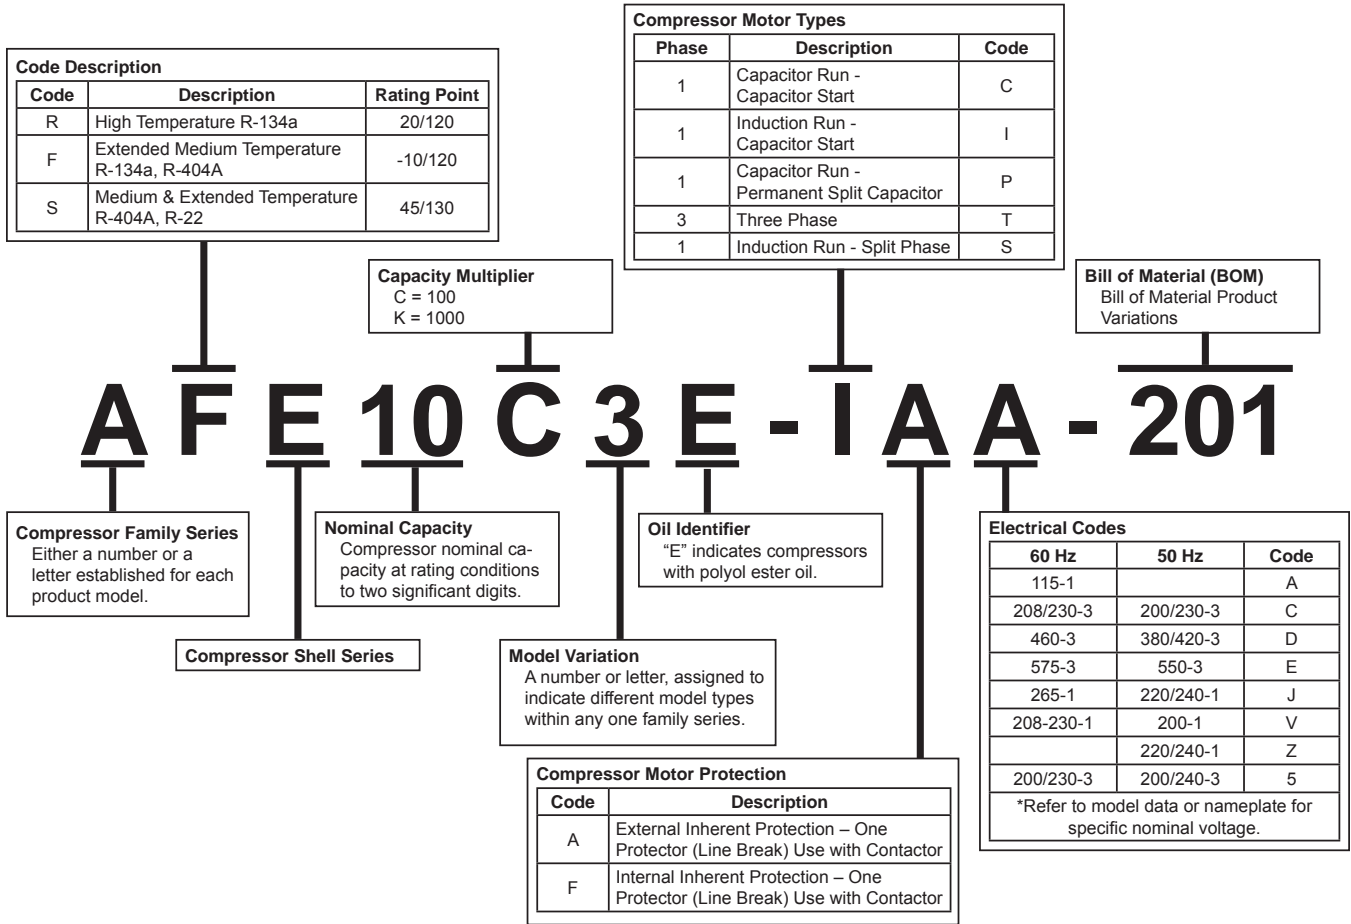 Compressor Motor Types
Phase Description Code
1 Capacitor Run - Capacitor Start C
1 Induction Run - Capacitor Start I
1 Capacitor Run - Permanent Split Capacitor P
3 Three Phase T
1 Induction Run - Split Phase S
Code Description
Code Description Rating Point
R High Temperature R-134a 20/120
F Extended Medium Temperature R-134a, R-404A -10/120
S Medium & Extended Temperature R-404A, R-22 45/130
Capacity Multiplier
C = 100
K = 1000
Bill of Material (BOM)
Bill of Material Product
Variations
A F E 10 C 3 E - I A A - 201
Compressor Family Series
Either a number or a
letter established for each
product model.
Nominal Capacity
Compressor nominal ca-
pacity at rating conditions
to two significant digits.
Oil Identifier
“E” indicates compressors
with polyol ester oil.
Compressor Shell Series
Model Variation
A number or letter, assigned to
indicate different model types
within any one family series.
Electrical Codes
60 Hz 50 Hz Code
115-1 A
208/230-3 200/230-3 C
460-3 380/420-3 D
575-3 550-3 E
265-1 220/240-1 J
208-230-1 200-1 V
220/240-1 Z
200/230-3 200/240-3 5
*Refer to model data or nameplate for
specific nominal voltage.
Compressor Motor Protection
Code Description
A External Inherent Protection – One Protector (Line Break) Use with Contactor
F Internal Inherent Protection – One Protector (Line Break) Use with Contactor